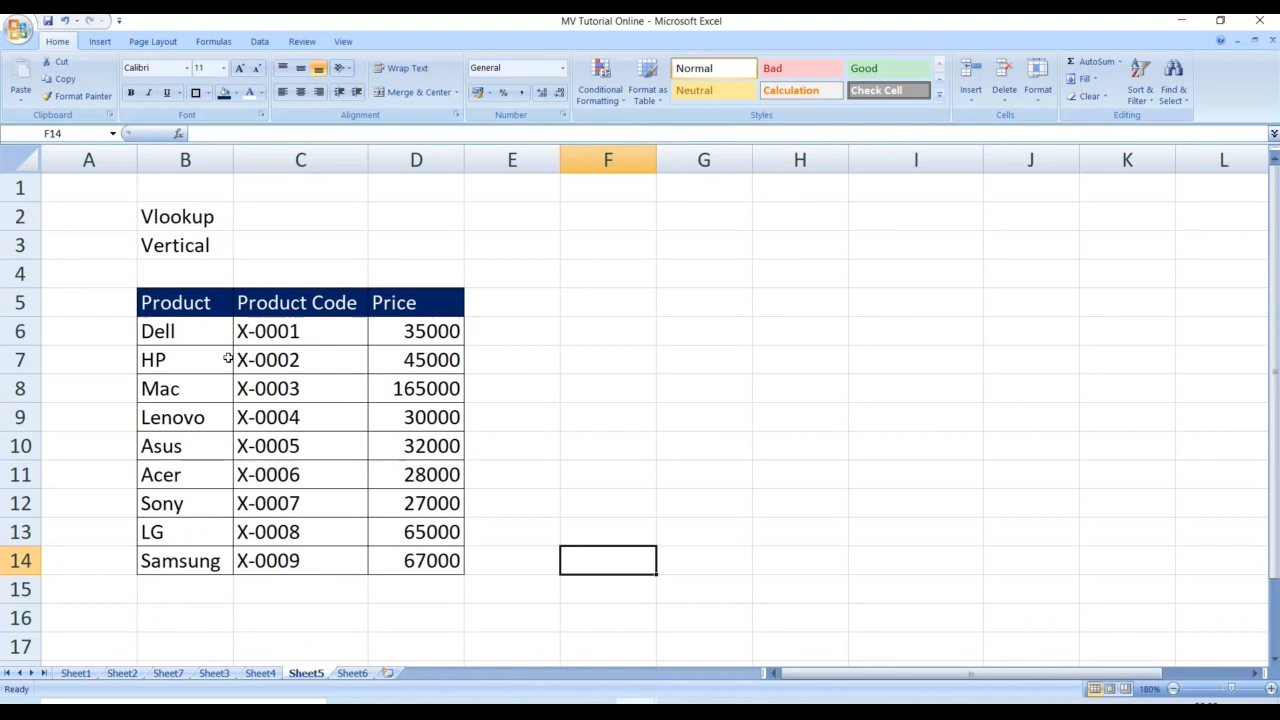 MV Tutorial Online - Microsoft Excel
Home Insert Page Layout Formulas Data Review View
Paste Cut Copy Format Painter Clipboard
Calibri 11 B I U A A A Font
Wrap Text Merge & Center Alignment
General % , Number
Conditional Formatting Format as Table
Normal Bad Good
Neutral Calculation Check Cell
Styles
Insert Delete Format Cells
AutoSum Fill Clear Sort & Filter Find & Select Editing
F14 fx
A B C D E F G H I J K L
1
2 Vlookup
3 Vertical
4
5 Product Product Code Price
6 Dell X-0001 35000
7 HP X-0002 45000
8 Mac X-0003 165000
9 Lenovo X-0004 30000
10 Asus X-0005 32000
11 Acer X-0006 28000
12 Sony X-0007 27000
13 LG X-0008 65000
14 Samsung X-0009 67000
15
16
17
Sheet1 Sheet2 Sheet7 Sheet3 Sheet4 Sheet5 Sheet6
Ready 180%